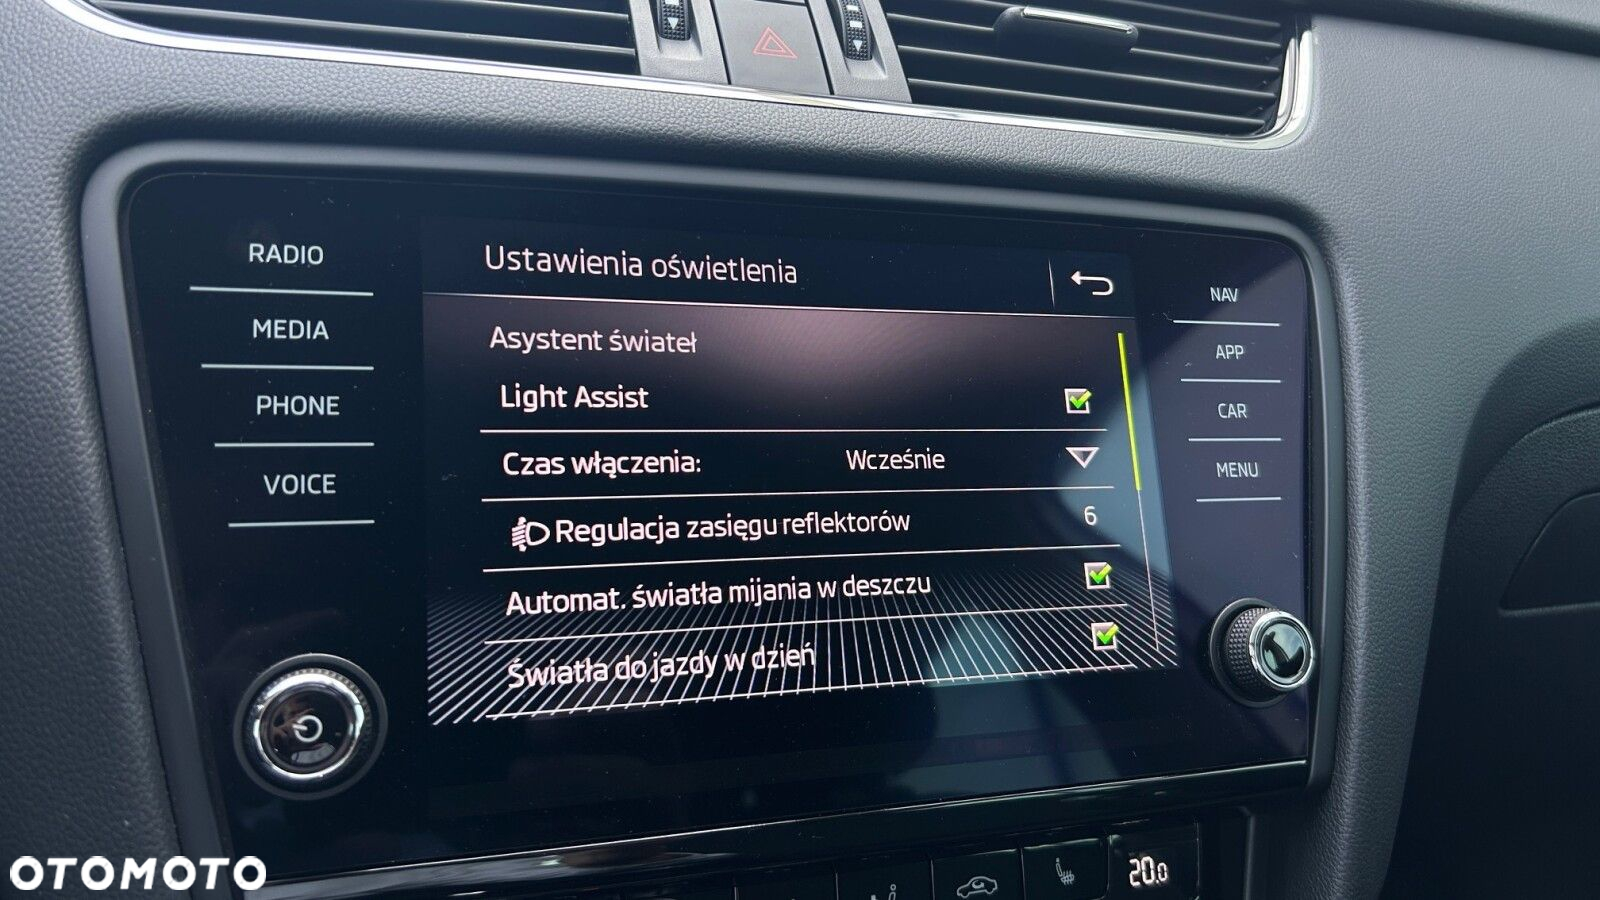 RADIO
MEDIA
PHONE
VOICE
Ustawienia oświetlenia
Asystent świateł
Light Assist
Czas włączenia: Wcześnie
Regulacja zasięgu reflektorów 6
Automat. światła mijania w deszczu
Światła do jazdy w dzień
NAV
APP
CAR
MENU
20.0
OTOMOTO